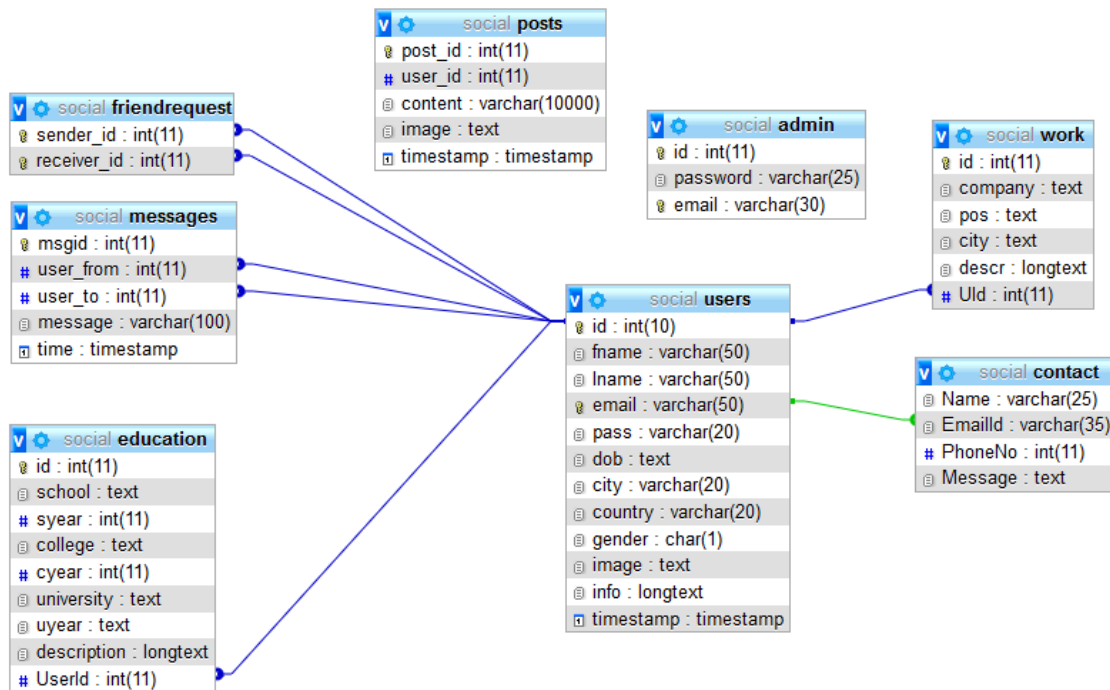 social posts
post_id : int(11)
user_id : int(11)
content : varchar(10000)
image : text
timestamp : timestamp
social friendrequest
sender_id : int(11)
receiver_id : int(11)
social admin
id : int(11)
password : varchar(25)
email : varchar(30)
social work
id : int(11)
company : text
pos : text
city : text
descr : longtext
UId : int(11)
social messages
msgid : int(11)
user_from : int(11)
user_to : int(11)
message : varchar(100)
time : timestamp
social users
id : int(10)
fname : varchar(50)
lname : varchar(50)
email : varchar(50)
pass : varchar(20)
dob : text
city : varchar(20)
country : varchar(20)
gender : char(1)
image : text
info : longtext
timestamp : timestamp
social contact
Name : varchar(25)
EmailId : varchar(35)
PhoneNo : int(11)
Message : text
social education
id : int(11)
school : text
syear : int(11)
college : text
cyear : int(11)
university : text
uyear : text
description : longtext
UserId : int(11)